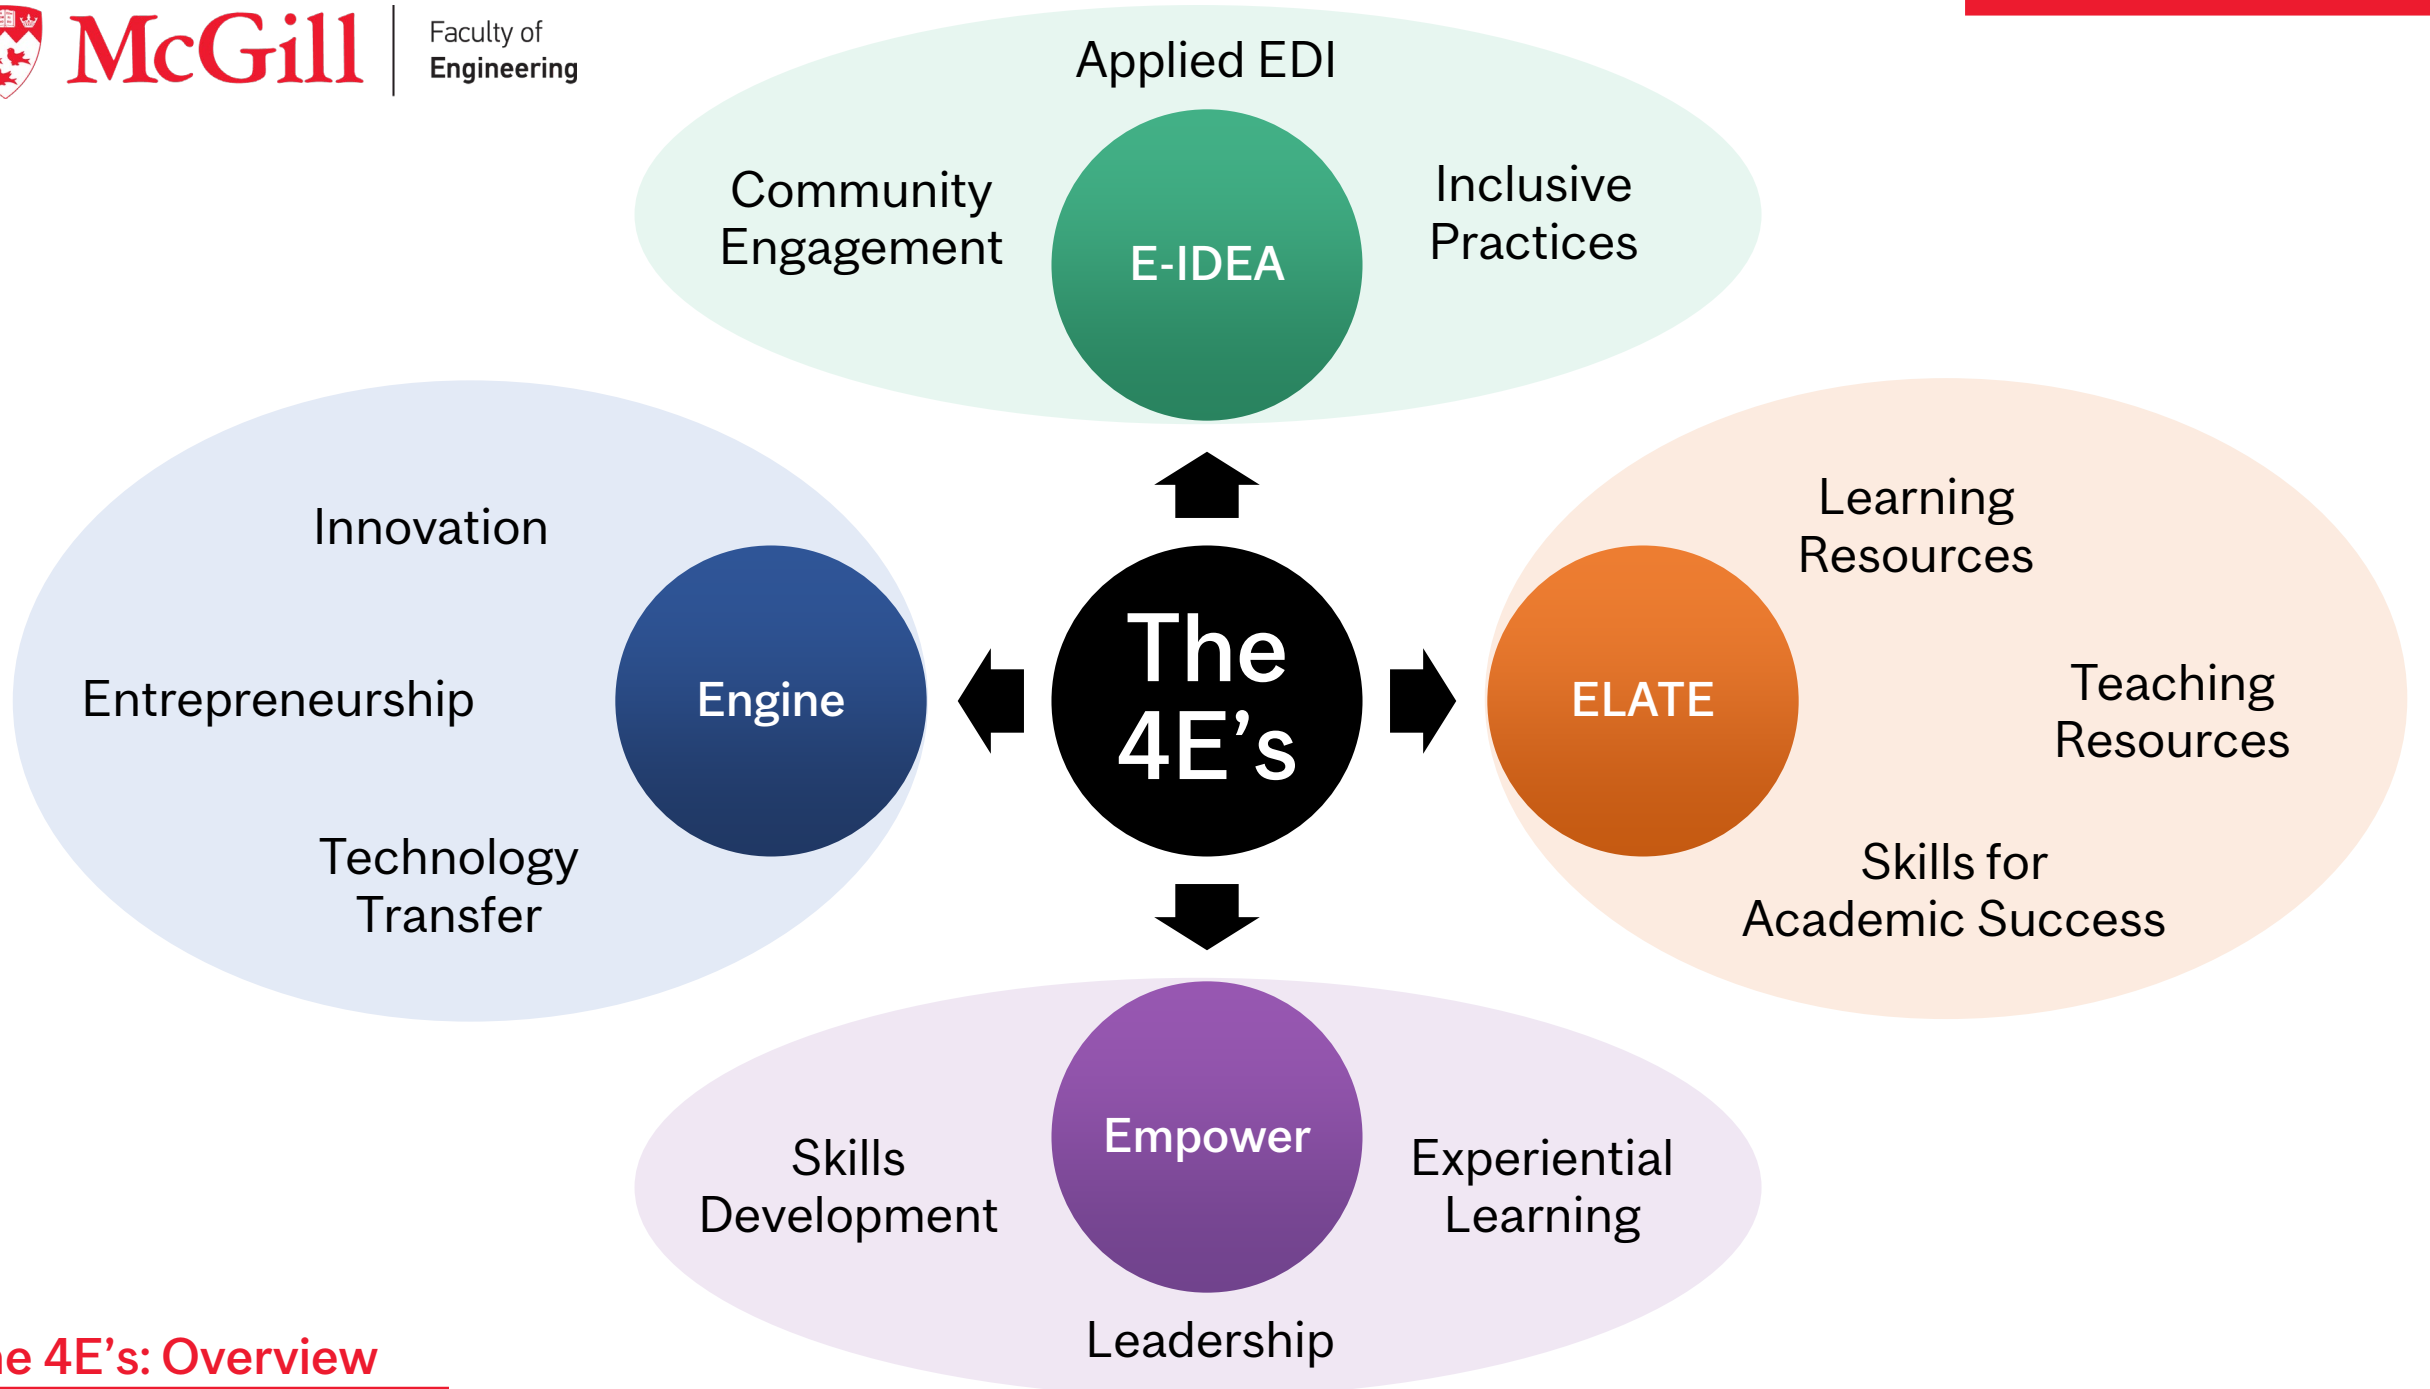 McGill
Faculty of
Engineering
Applied EDI
Community
Engagement
E-IDEA
Inclusive
Practices
Innovation
Entrepreneurship
Technology
Transfer
Engine
The
4E’s
ELATE
Learning
Resources
Teaching
Resources
Skills for
Academic Success
Empower
Skills
Development
Experiential
Learning
Leadership
4E’s: Overview